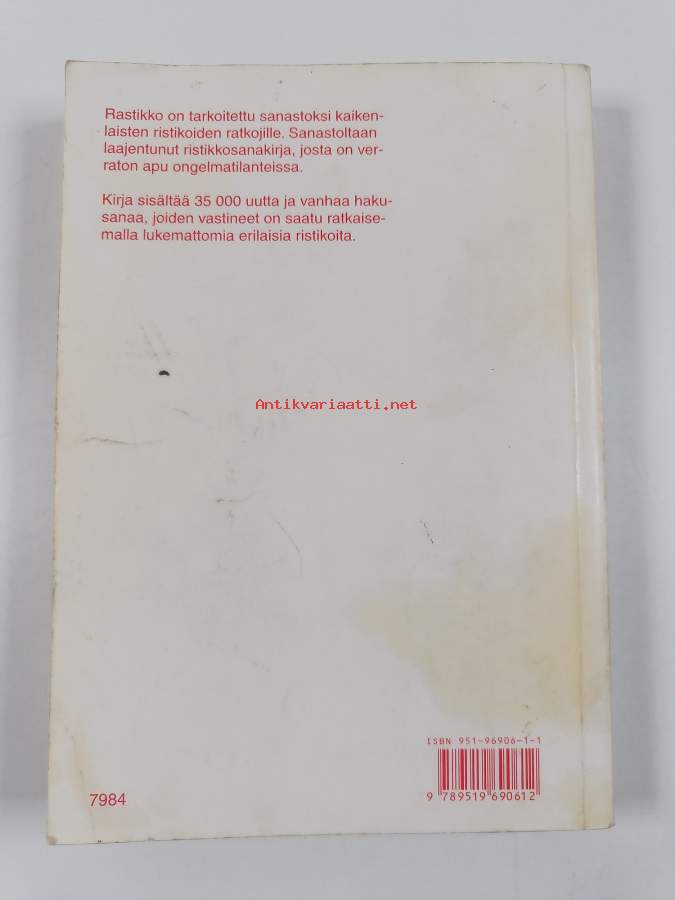 Rastikko on tarkoitettu sanastoksi kaiken-
laisten ristikoiden ratkojille. Sanastoltaan
laajentunut ristikkosanakirja, josta on ver-
raton apu ongelmatilanteissa.
Kirja sisältää 35 000 uutta ja vanhaa haku-
sanaa, joiden vastineet on saatu ratkaise-
malla lukemattomia erilaisia ristikoita.
Antikvariaatti.net
ISBN 951-96906-1-1
9 789519 690612
7984